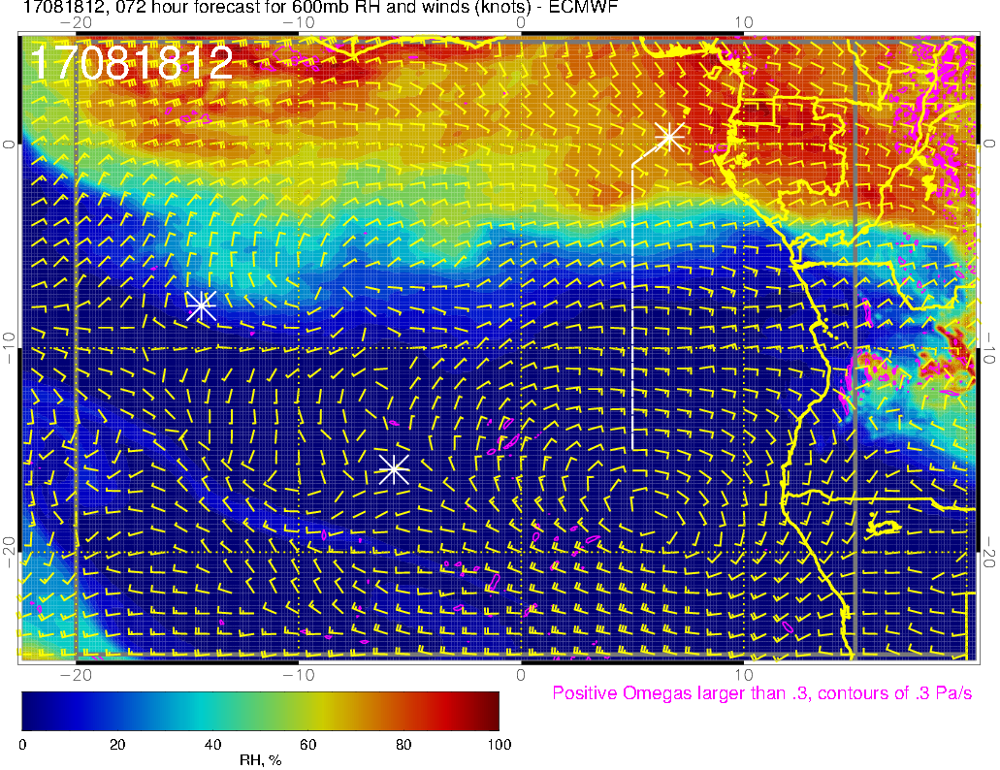 17081812, 072 hour forecast for 600mb RH and winds (knots) - ECMWF
−20 −10 0 10
17081812
0 0
−10 −10
−20 −20
−20 −10 0 10
Positive Omegas larger than .3, contours of .3 Pa/s
0 20 40 60 80 100
RH, %